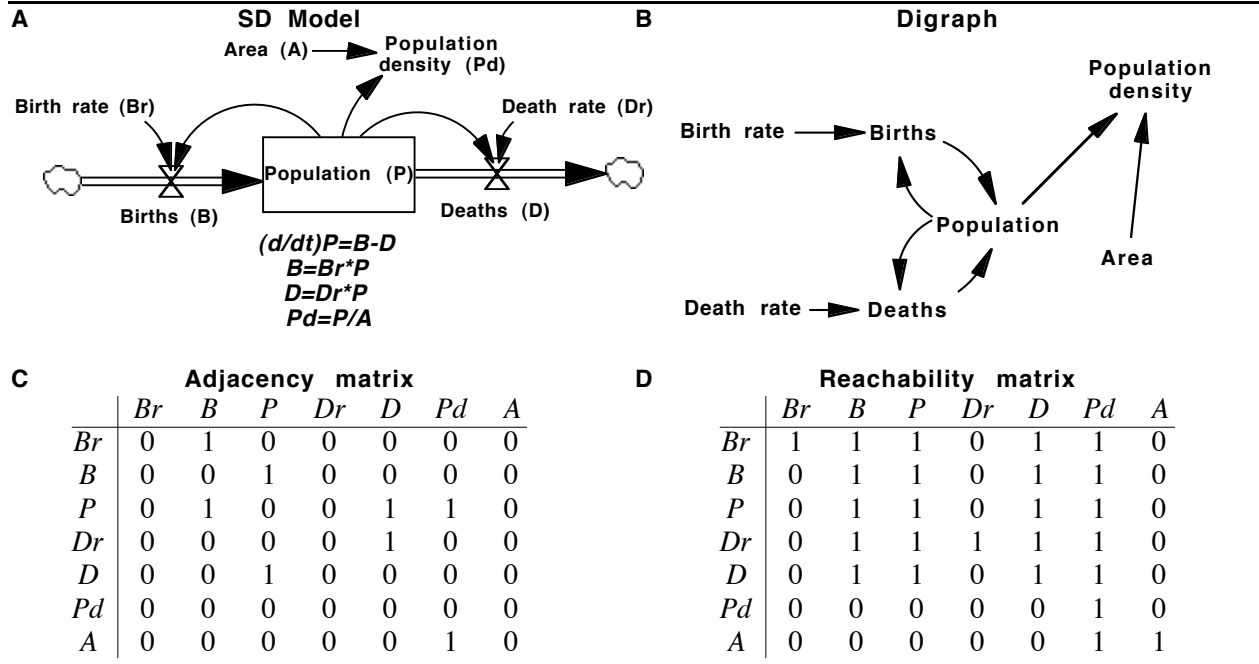 A SD Model
Area (A)
Population
density (Pd)
Birth rate (Br)
Death rate (Dr)
Population (P)
Births (B)
Deaths (D)
(d/dt)P=B-D
B=Br*P
D=Dr*P
Pd=P/A
B Digraph
Population
density
Birth rate
Births
Population
Area
Death rate
Deaths
C Adjacency matrix
Br B P Dr D Pd A
Br 0 1 0 0 0 0 0
B 0 0 1 0 0 0 0
P 0 1 0 0 1 1 0
Dr 0 0 0 0 1 0 0
D 0 0 1 0 0 0 0
Pd 0 0 0 0 0 0 0
A 0 0 0 0 0 1 0
D Reachability matrix
Br B P Dr D Pd A
Br 1 1 1 0 1 1 0
B 0 1 1 0 1 1 0
P 0 1 1 0 1 1 0
Dr 0 1 1 1 1 1 0
D 0 1 1 0 1 1 0
Pd 0 0 0 0 0 1 0
A 0 0 0 0 0 1 1